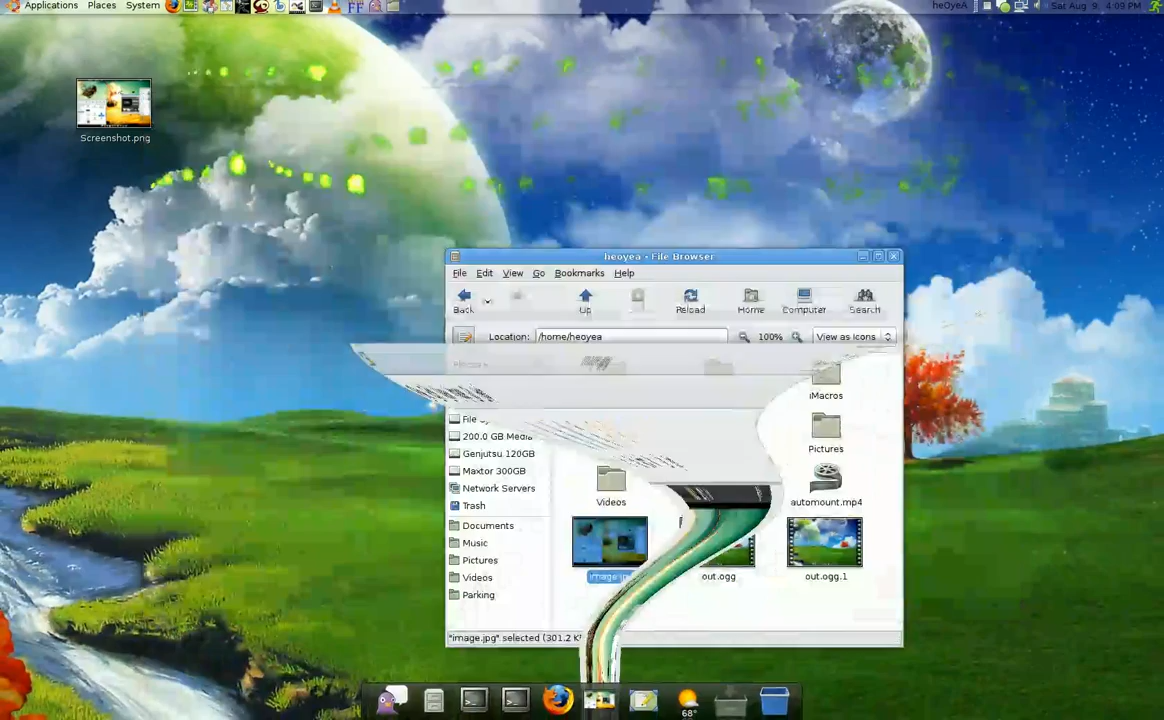 Applications Places System
FF
heOyeA
Sat Aug 9, 4:09 PM
Screenshot.png
heoyea - File Browser
File Edit View Go Bookmarks Help
Back
Up
Reload
Home
Computer
Search
Location: /home/heoyea
100%
View as Icons
iMacros
File
200.0 GB Media
Genjutsu 120GB
Maxtor 300GB
Network Servers
Trash
Documents
Music
Pictures
Videos
Parking
Pictures
Videos
automount.mp4
out.ogg
out.ogg.1
"image.jpg" selected (301.2 K
68°